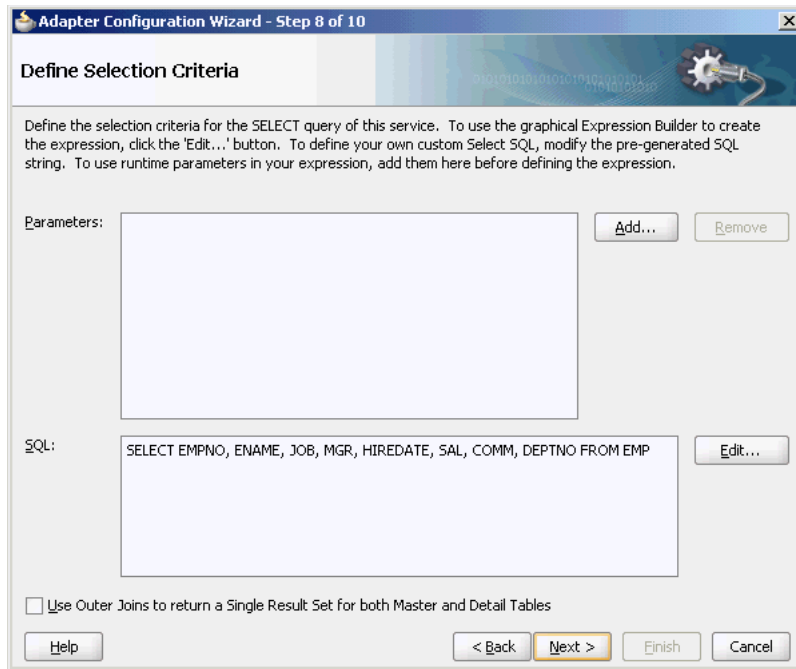 Adapter Configuration Wizard - Step 8 of 10
Define Selection Criteria
010101010101010101010101
01010101010
Define the selection criteria for the SELECT query of this service. To use the graphical Expression Builder to create
the expression, click the 'Edit...' button. To define your own custom Select SQL, modify the pre-generated SQL
string. To use runtime parameters in your expression, add them here before defining the expression.
Parameters:
Add...
Remove
SQL:
SELECT EMPNO, ENAME, JOB, MGR, HIREDATE, SAL, COMM, DEPTNO FROM EMP
Edit...
Use Outer Joins to return a Single Result Set for both Master and Detail Tables
Help
< Back
Next >
Finish
Cancel